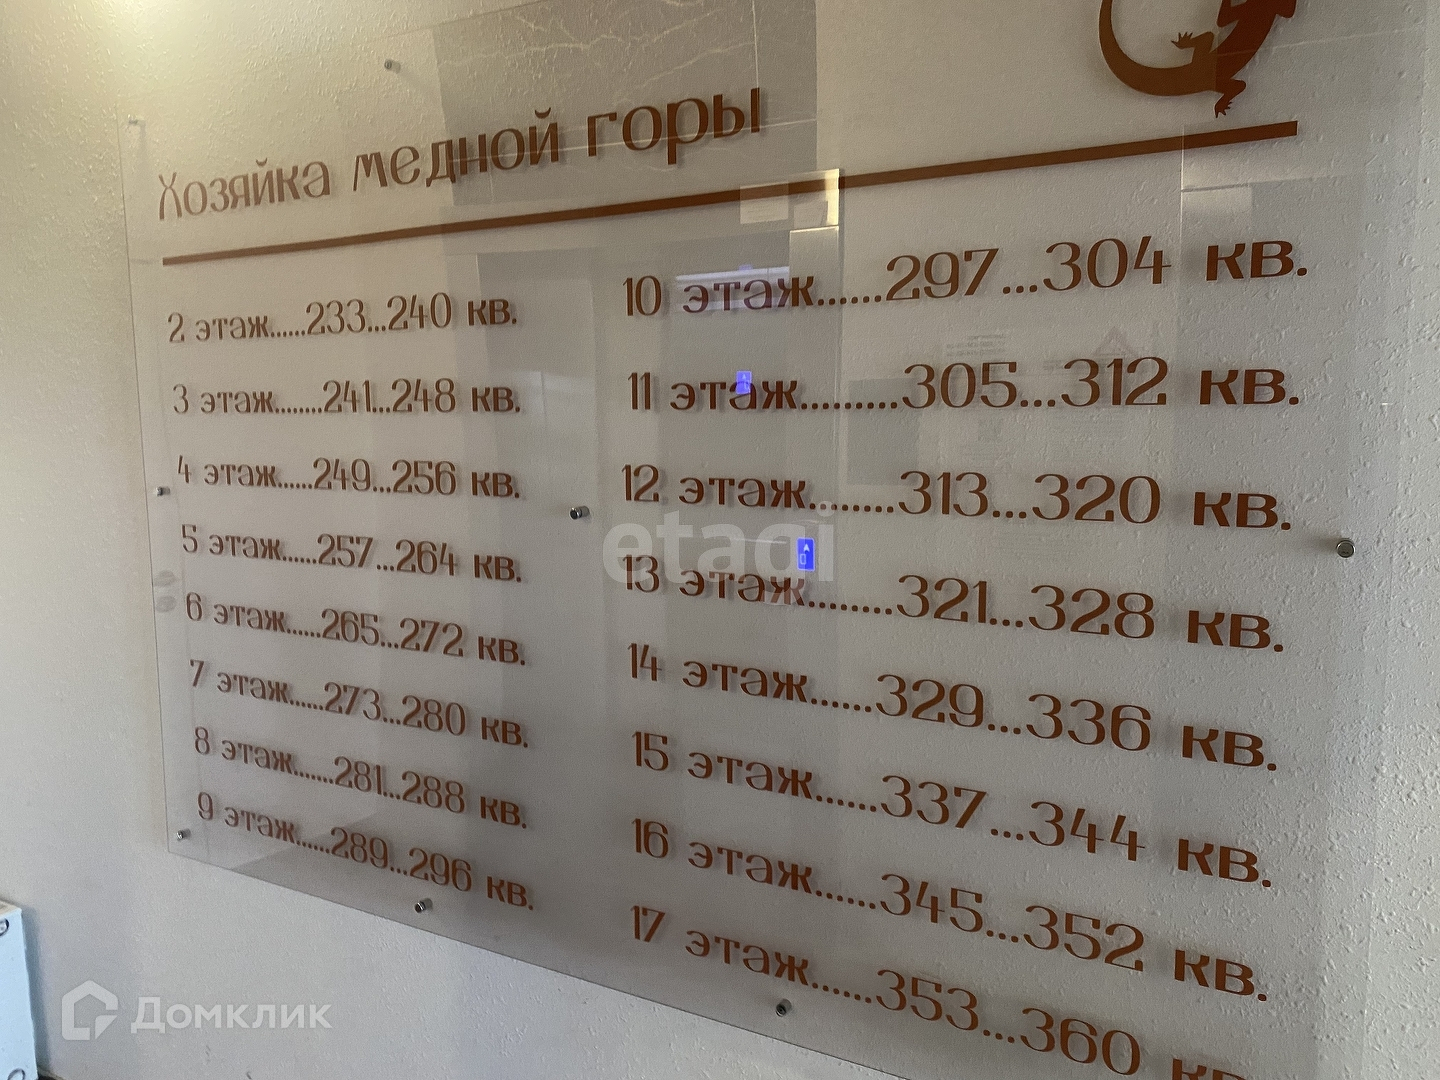 Хозяйка медной горы
2 этаж......233...240 кв.
3 этаж........241...248 кв.
4 этаж......249...256 кв.
5 этаж......257...264 кв.
6 этаж......265...272 кв.
7 этаж......273...280 кв.
8 этаж.......281...288 кв.
9 этаж......289...296 кв.
10 этаж......297...304 кв.
11 этаж.........305...312 кв.
12 этаж........313...320 кв.
13 этаж........321...328 кв.
14 этаж......329...336 кв.
15 этаж......337...344 кв.
16 этаж......345...352 кв.
17 этаж......353...360 кв.
etagi
Домклик